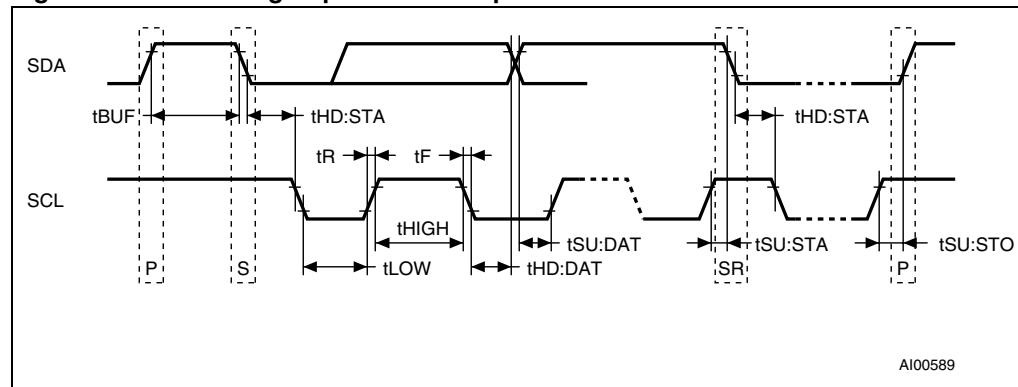 SDA
tBUF
tHD:STA
tHD:STA
tR
tF
SCL
tHIGH
tSU:DAT
tSU:STA
tSU:STO
P
S
tLOW
tHD:DAT
SR
P
AI00589